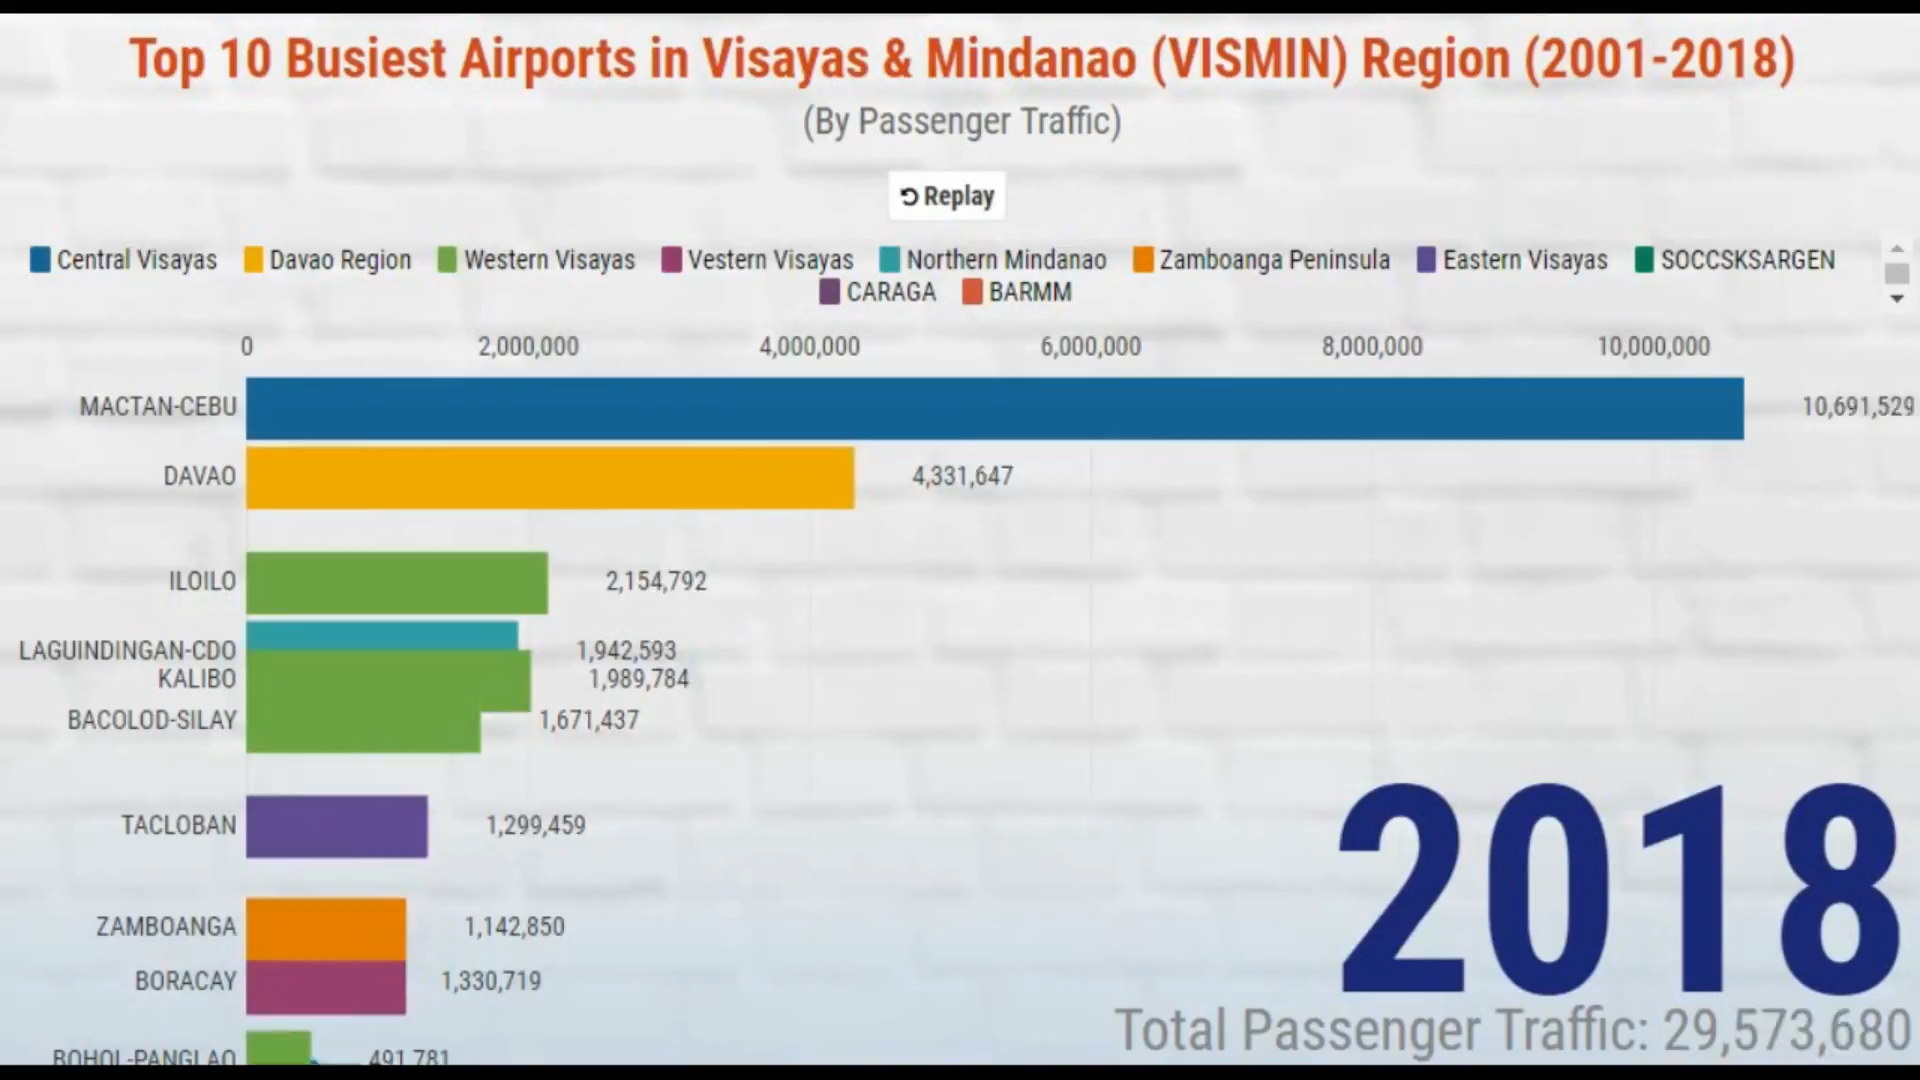 Top 10 Busiest Airports in Visayas & Mindanao (VISMIN) Region (2001-2018)
(By Passenger Traffic)
Replay
Central Visayas Davao Region Western Visayas Vestern Visayas Northern Mindanao Zamboanga Peninsula Eastern Visayas SOCCSKSARGEN
CARAGA BARMM
0 2,000,000 4,000,000 6,000,000 8,000,000 10,000,000
MACTAN-CEBU 10,691,529
DAVAO 4,331,647
ILOILO 2,154,792
LAGUINDINGAN-CDO 1,942,593
KALIBO 1,989,784
BACOLOD-SILAY 1,671,437
TACLOBAN 1,299,459
ZAMBOANGA 1,142,850
BORACAY 1,330,719
BOHOL-PANGLAO 491,781
2018
Total Passenger Traffic: 29,573,680